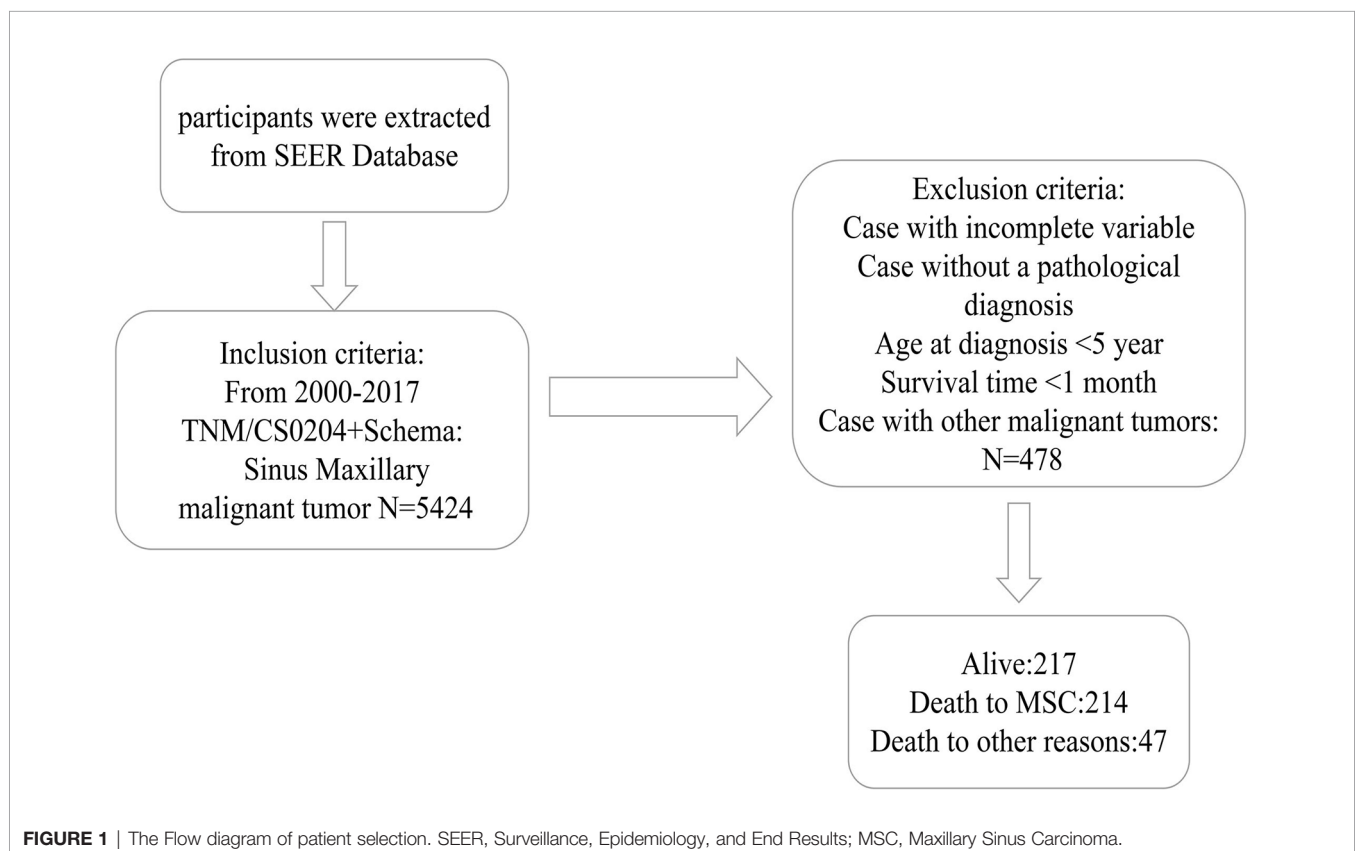 participants were extracted
from SEER Database
Inclusion criteria:
From 2000-2017
TNM/CS0204+Schema:
Sinus Maxillary
malignant tumor N=5424
Exclusion criteria:
Case with incomplete variable
Case without a pathological
diagnosis
Age at diagnosis <5 year
Survival time <1 month
Case with other malignant tumors:
N=478
Alive:217
Death to MSC:214
Death to other reasons:47
FIGURE 1 | The Flow diagram of patient selection. SEER, Surveillance, Epidemiology, and End Results; MSC, Maxillary Sinus Carcinoma.